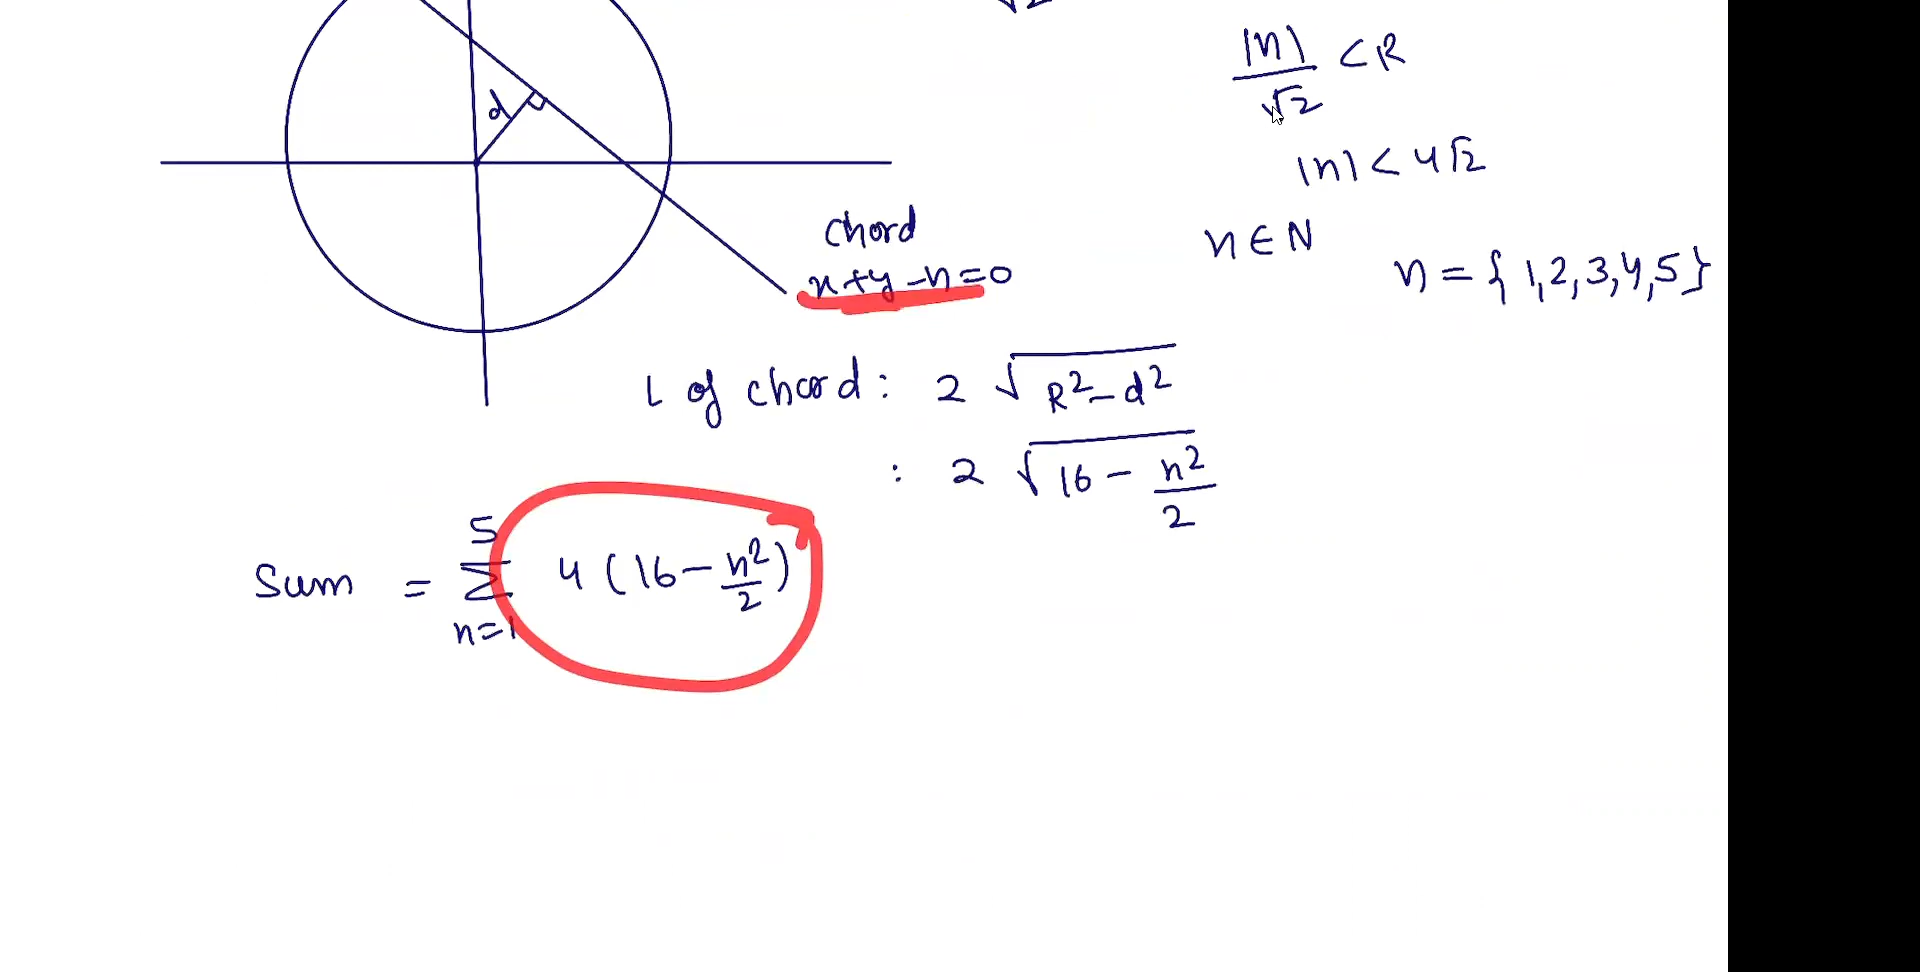 √2
|n|/√2 < R
d
|n| < 4√2
chord
n ∈ N
x+y-n=0
n = { 1,2,3,4,5 }
L of chord : 2 √(R²-d²)
: 2 √(16 - n²/2)
Sum = 5 Σ n=1 4 (16 - n²/2)